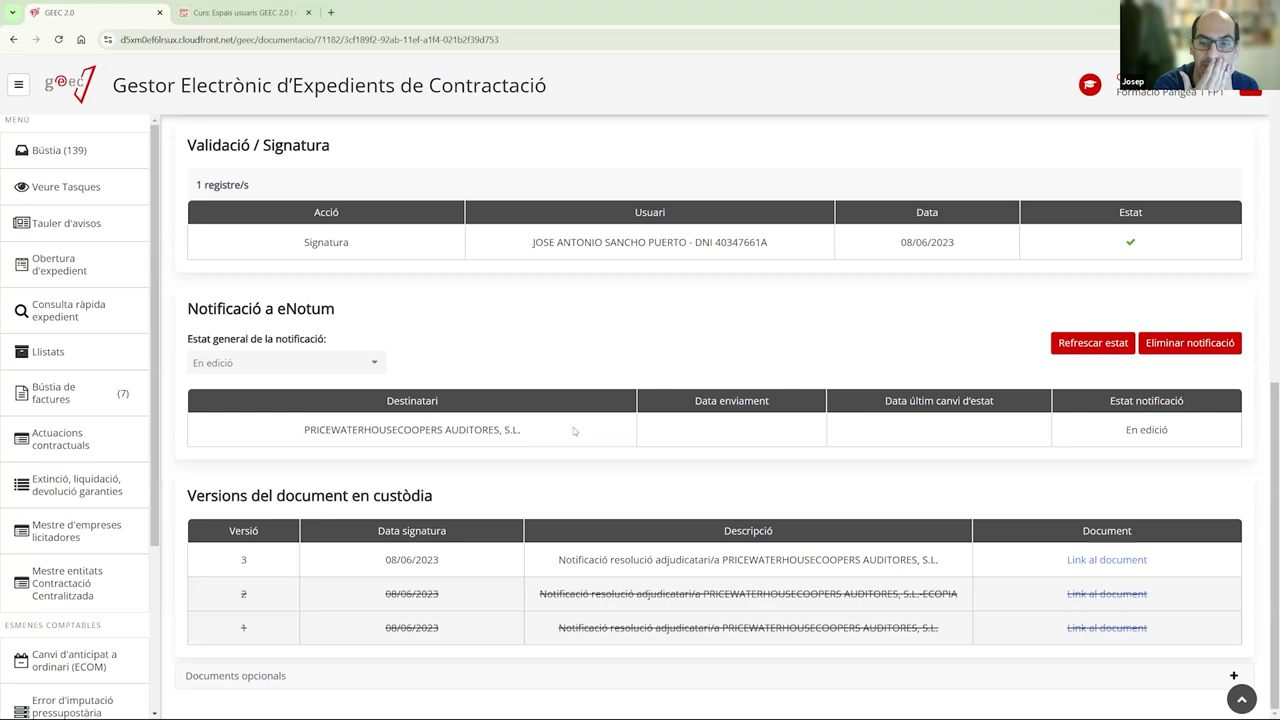 GEEC 2.0
Curs: Espais usuaris GEEC 2.0 | e
d5xm0ef6lrsux.cloudfront.net/geec/documentacio/71182/3cf189f2-92ab-11ef-a1f4-021b2f39d753
Josep
geec
Gestor Electrònic d'Expedients de Contractació
Formació Pangea 1 FP1
MENÚ
Bústia (139)
Veure Tasques
Tauler d'avisos
Obertura
d'expedient
Consulta ràpida
expedient
Llistats
Bústia de
factures
(7)
Actuacions
contractuals
Extinció, liquidació,
devolució garanties
Mestre d'empreses
licitadores
Mestre entitats
Contractació
Centralitzada
ESMENES COMPTABLES
Canvi d'anticipat a
ordinari (ECOM)
Error d'imputació
pressupostària
Validació / Signatura
1 registre/s
Acció Usuari Data Estat
Signatura JOSE ANTONIO SANCHO PUERTO - DNI 40347661A 08/06/2023
Notificació a eNotum
Estat general de la notificació:
En edició
Refrescar estat Eliminar notificació
Destinatari Data enviament Data últim canvi d'estat Estat notificació
PRICEWATERHOUSECOOPERS AUDITORES, S.L. En edició
Versions del document en custòdia
Versió Data signatura Descripció Document
3 08/06/2023 Notificació resolució adjudicatari/a PRICEWATERHOUSECOOPERS AUDITORES, S.L. Link al document
2 08/06/2023 Notificació resolució adjudicatari/a PRICEWATERHOUSECOOPERS AUDITORES, S.L.-ECOPIA Link al document
1 08/06/2023 Notificació resolució adjudicatari/a PRICEWATERHOUSECOOPERS AUDITORES, S.L. Link al document
Documents opcionals